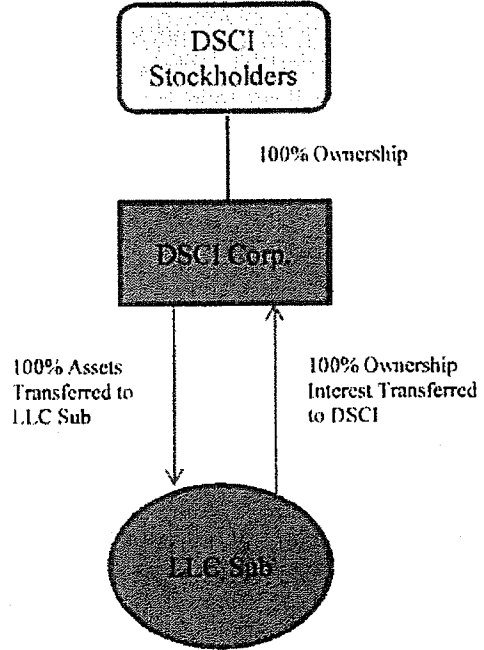 DSCI
Stockholders
100% Ownership
DSCI Corp.
100% Assets
Transferred to
LLC Sub
100% Ownership
Interest Transferred
to DSCI
LLC Sub